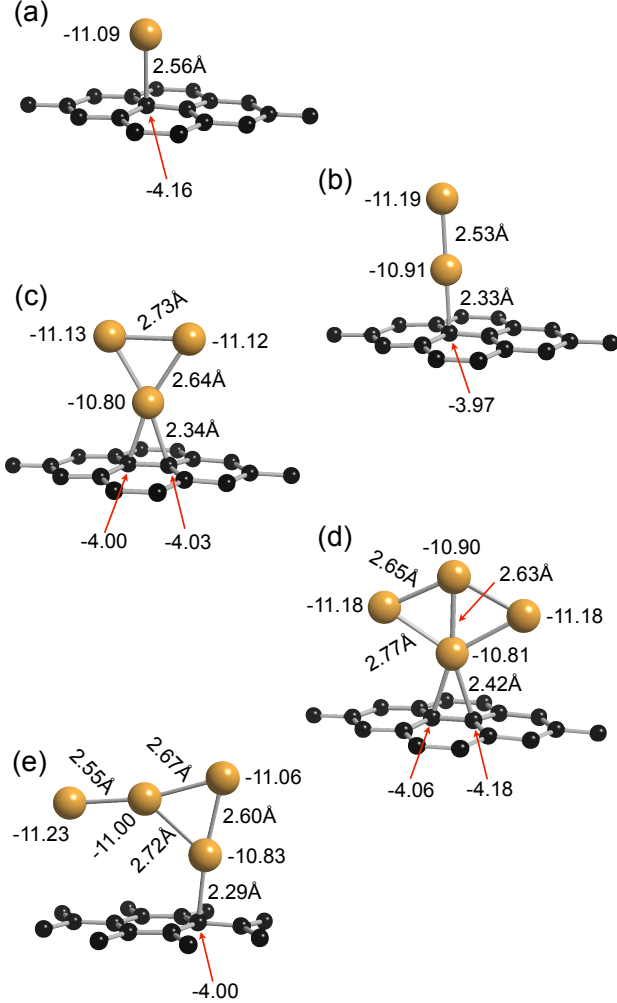 (a)
-11.09
2.56Å
-4.16
(b)
-11.19
2.53Å
-10.91
2.33Å
-3.97
(c)
2.73Å
-11.13
-11.12
2.64Å
-10.80
2.34Å
-4.00
-4.03
(d)
-10.90
2.65Å
2.63Å
-11.18
-11.18
2.77Å
-10.81
2.42Å
-4.06
-4.18
(e)
2.55Å
2.67Å
-11.06
-11.23
-11.00
2.72Å
2.60Å
-10.83
2.29Å
-4.00